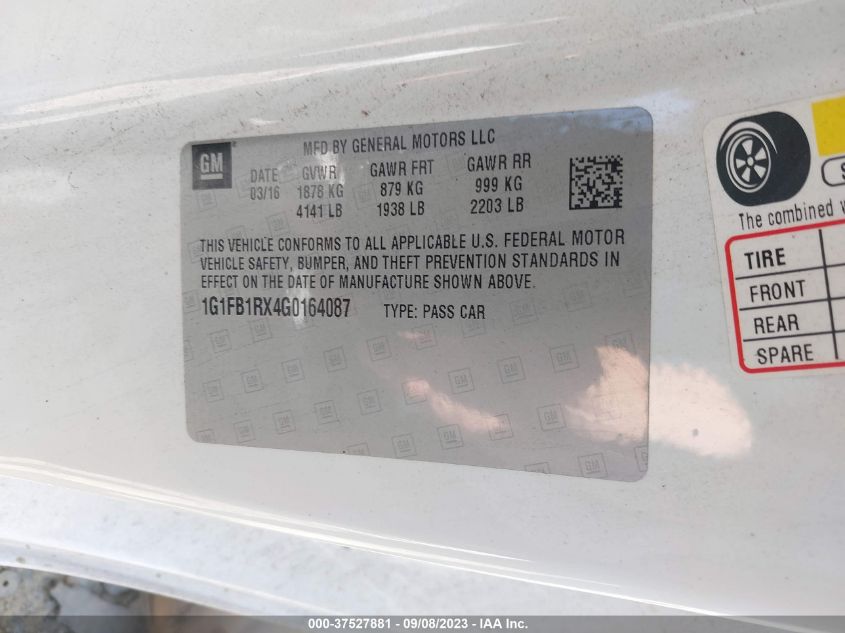 GM
MFD BY GENERAL MOTORS LLC
DATE GVWR GAWR FRT GAWR RR
03/16 1878 KG 879 KG 999 KG
4141 LB 1938 LB 2203 LB
THIS VEHICLE CONFORMS TO ALL APPLICABLE U.S. FEDERAL MOTOR
VEHICLE SAFETY, BUMPER, AND THEFT PREVENTION STANDARDS IN
EFFECT ON THE DATE OF MANUFACTURE SHOWN ABOVE.
1G1FB1RX4G0164087 TYPE: PASS CAR
The combined
TIRE
FRONT
REAR
SPARE
000-37527881 - 09/08/2023 - IAA Inc.